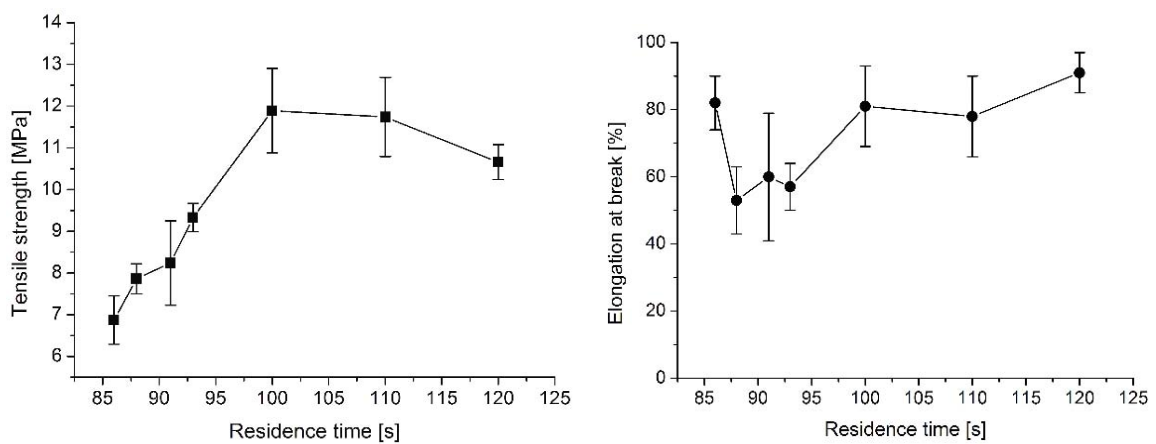 14
13
12
11
10
9
8
7
6
Tensile strength [MPa]
85 90 95 100 105 110 115 120 125
Residence time [s]
100
80
60
40
20
0
Elongation at break [%]
85 90 95 100 105 110 115 120 125
Residence time [s]